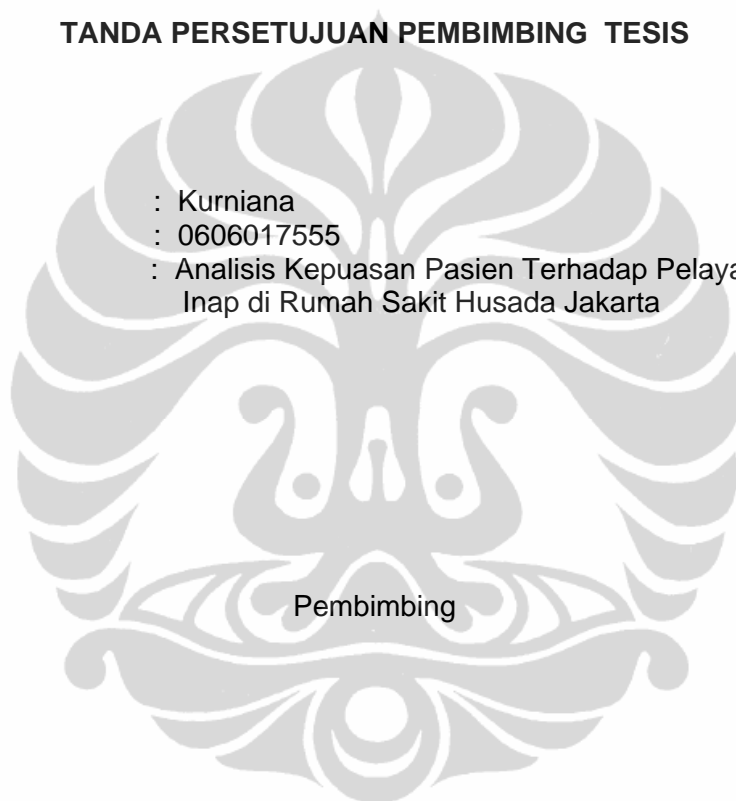 TANDA PERSETUJUAN PEMBIMBING TESIS
: Kurniana
: 0606017555
: Analisis Kepuasan Pasien Terhadap Pelaya
Inap di Rumah Sakit Husada Jakarta
Pembimbing